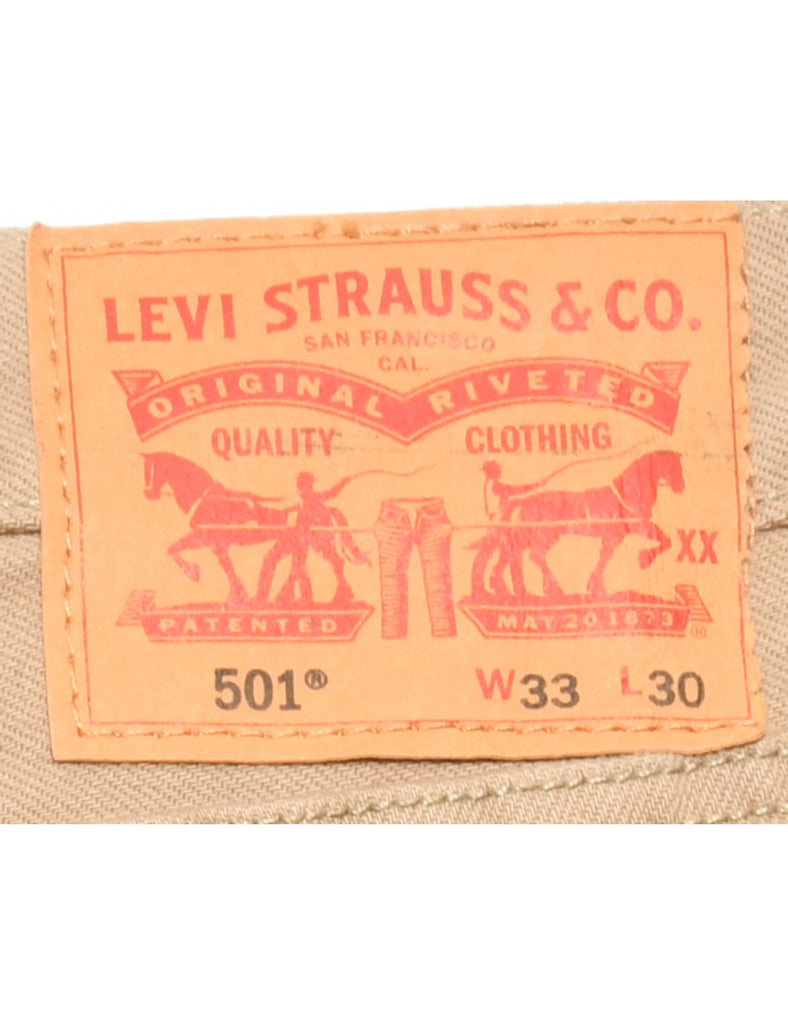 LEVI STRAUSS & CO.
SAN FRANCISCO
CAL.
ORIGINAL RIVETED
QUALITY CLOTHING
XX
PATENTED MAY 20 1873 ®
501® W33 L30